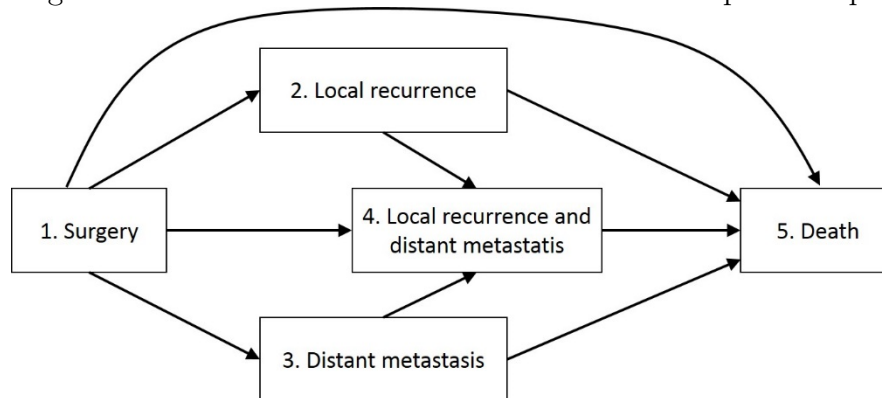 2. Local recurrence
1. Surgery
4. Local recurrence and
distant metastatis
5. Death
3. Distant metastasis